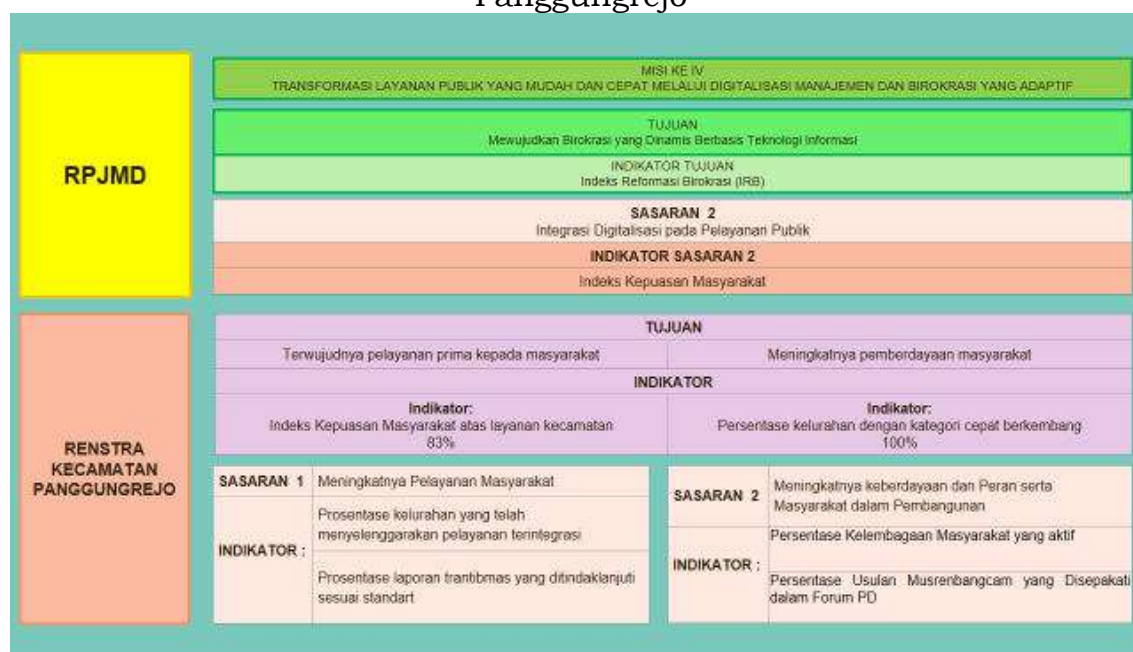 Panggungrejo
RPJMD
MISI KE IV
TRANSFORMASI LAYANAN PUBLIK YANG MUDAH DAN CEPAT MELALUI DIGITALISASI MANAJEMEN DAN BIROKRASI YANG ADAPTIF
TUJUAN
Mewujudkan Birokrasi yang Dinamis Berbasis Teknologi Informasi
INDIKATOR TUJUAN
Indeks Reformasi Birokrasi (IRB)
SASARAN 2
Integrasi Digitalisasi pada Pelayanan Publik
INDIKATOR SASARAN 2
Indeks Kepuasan Masyarakat
RENSTRA
KECAMATAN
PANGGUNGREJO
TUJUAN
Terwujudnya pelayanan prima kepada masyarakat
Meningkatnya pemberdayaan masyarakat
INDIKATOR
Indikator:
Indeks Kepuasan Masyarakat atas layanan kecamatan
83%
Indikator:
Persentase kelurahan dengan kategori cepat berkembang
100%
SASARAN 1
Meningkatnya Pelayanan Masyarakat
INDIKATOR :
Prosentase kelurahan yang telah
menyelenggarakan pelayanan terintegrasi
Prosentase laporan trantibmas yang ditindaklanjuti
sesuai standart
SASARAN 2
Meningkatnya keberdayaan dan Peran serta
Masyarakat dalam Pembangunan
INDIKATOR :
Persentase Kelembagaan Masyarakat yang aktif
Persentase Usulan Musrenbangcam yang Disepakati
dalam Forum PD